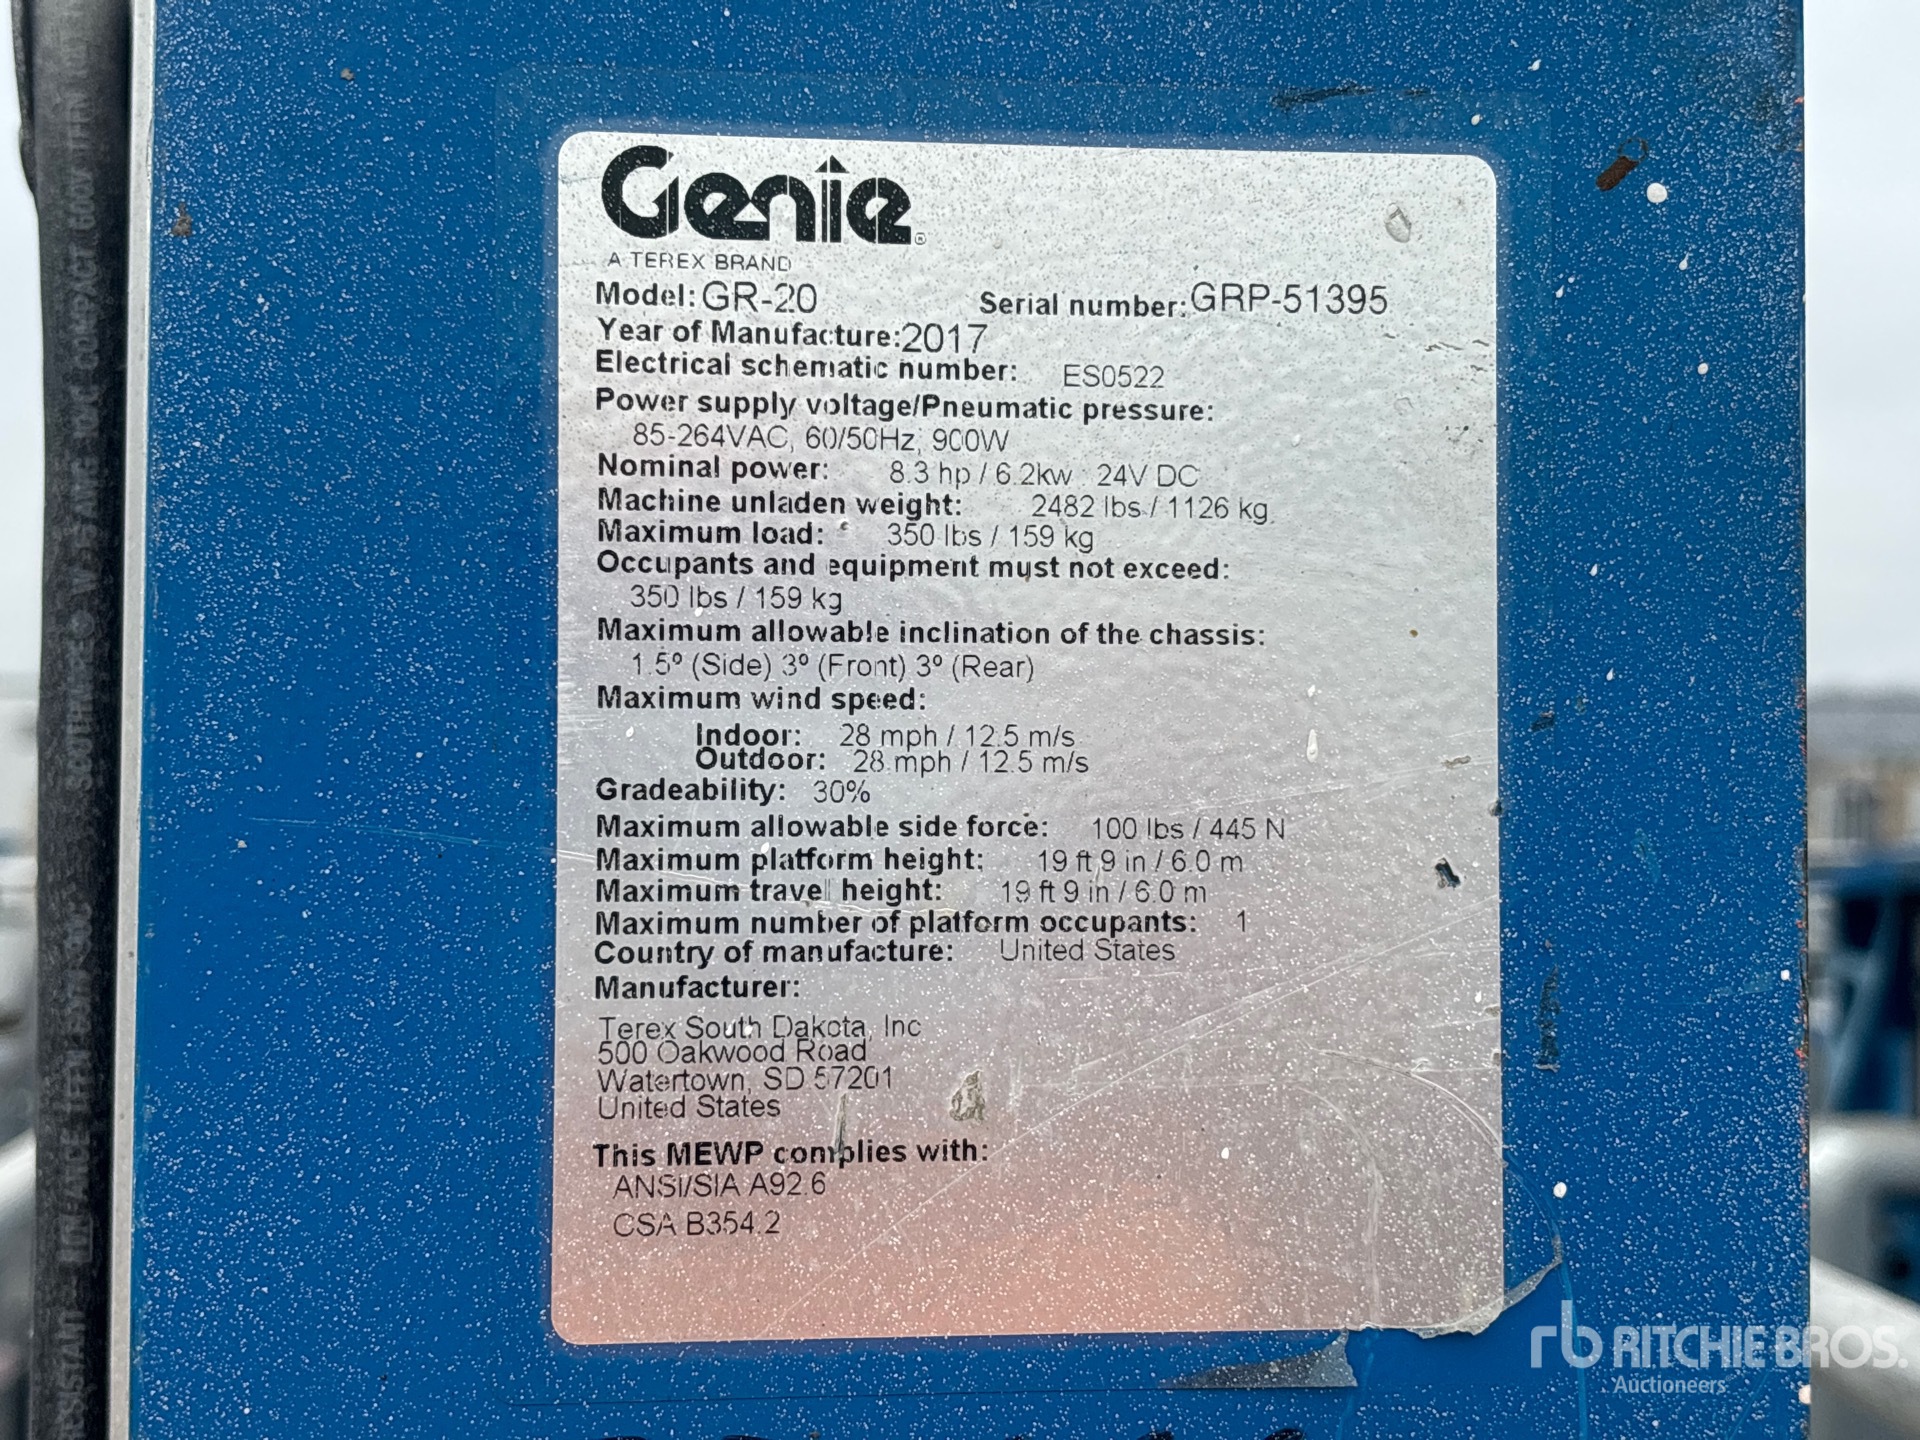 Genie®
A TEREX BRAND
Model: GR-20 Serial number: GRP-51395
Year of Manufacture: 2017
Electrical schematic number: ES0522
Power supply voltage/Pneumatic pressure:
85-264VAC, 60/50Hz, 900W
Nominal power: 8.3 hp / 6.2kw 24V DC
Machine unladen weight: 2482 lbs / 1126 kg
Maximum load: 350 lbs / 159 kg
Occupants and equipment must not exceed:
350 lbs / 159 kg
Maximum allowable inclination of the chassis:
1.5º (Side) 3º (Front) 3º (Rear)
Maximum wind speed:
Indoor: 28 mph / 12.5 m/s
Outdoor: 28 mph / 12.5 m/s
Gradeability: 30%
Maximum allowable side force: 100 lbs / 445 N
Maximum platform height: 19 ft 9 in / 6.0 m
Maximum travel height: 19 ft 9 in / 6.0 m
Maximum number of platform occupants: 1
Country of manufacture: United States
Manufacturer:
Terex South Dakota, Inc
500 Oakwood Road
Watertown, SD 57201
United States
This MEWP complies with:
ANSI/SIA A92.6
CSA B354.2
rb RITCHIE BROS.
Auctioneers